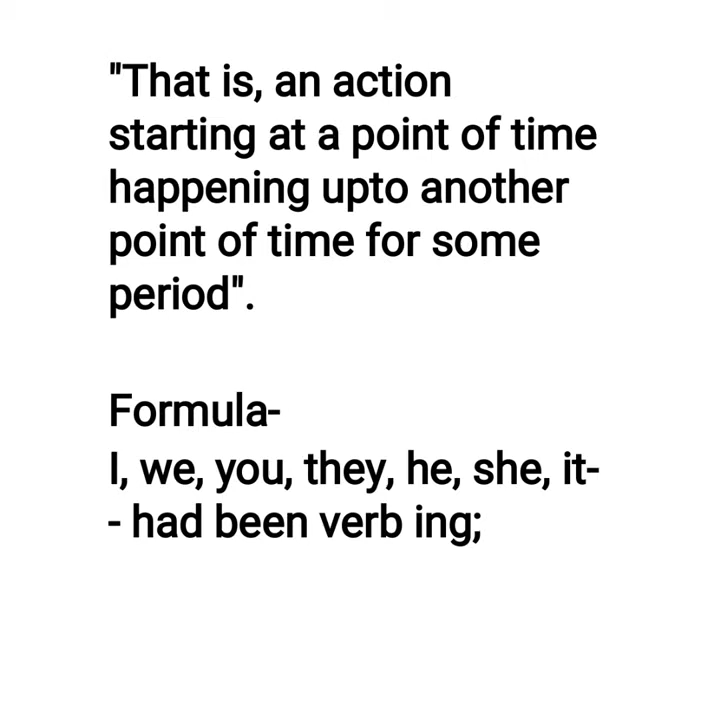 "That is, an action
starting at a point of time
happening upto another
point of time for some
period".
Formula-
I, we, you, they, he, she, it-
- had been verb ing;